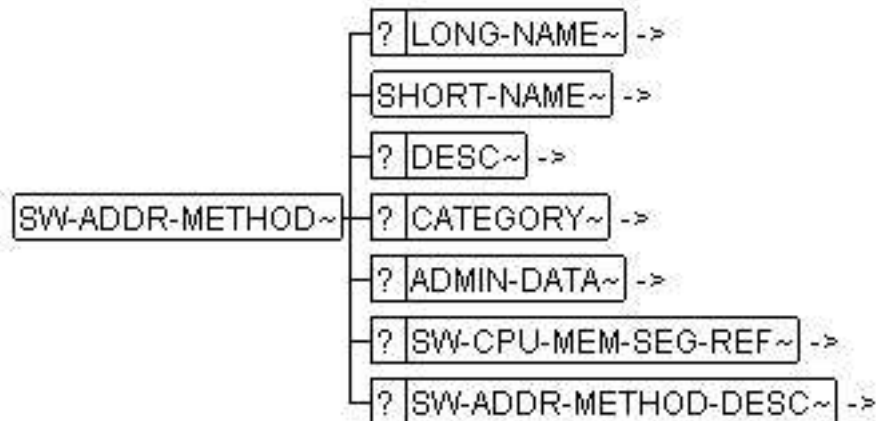 ? LONG-NAME~ ->
SHORT-NAME~ ->
? DESC~ ->
SW-ADDR-METHOD~ ? CATEGORY~ ->
? ADMIN-DATA~ ->
? SW-CPU-MEM-SEG-REF~ ->
? SW-ADDR-METHOD-DESC~ ->